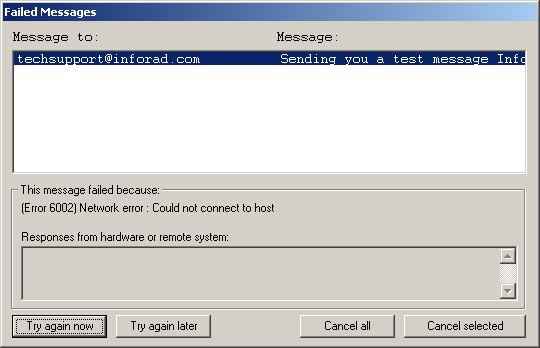 Failed Messages
Message to: Message:
techsupport@inforad.com Sending you a test message Info
This message failed because:
(Error 6002) Network error : Could not connect to host
Responses from hardware or remote system:
Try again now Try again later Cancel all Cancel selected